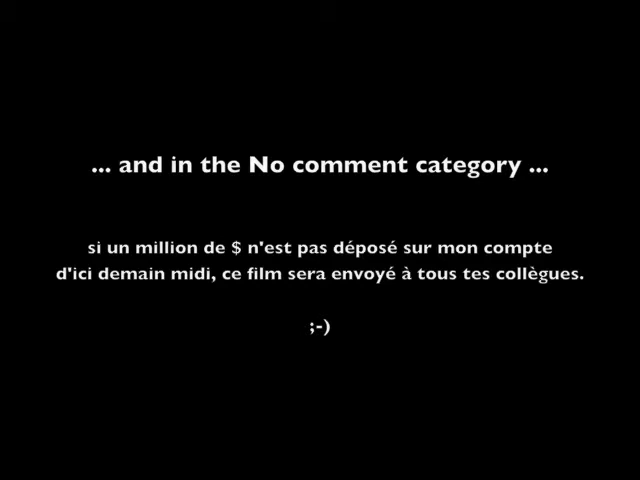 ... and in the No comment category ...
si un million de $ n'est pas déposé sur mon compte
d'ici demain midi, ce film sera envoyé à tous tes collègues.
;-)